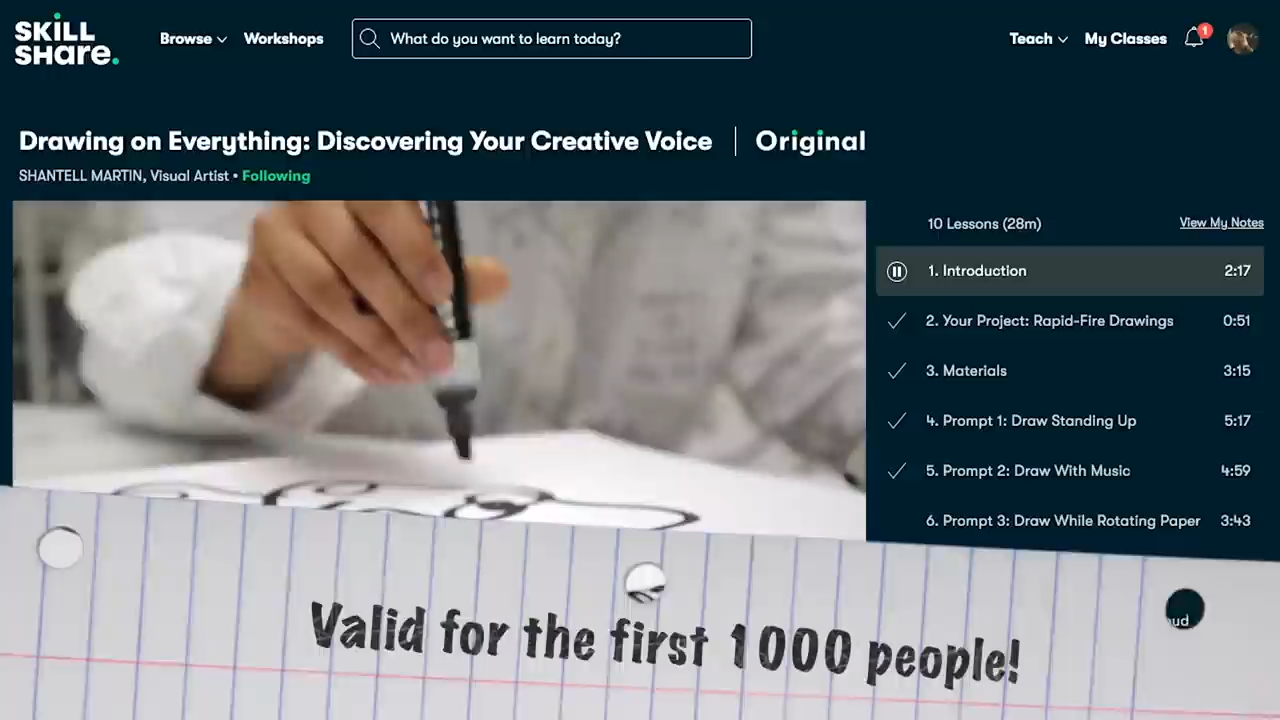 SKILL
SHare.
Browse
Workshops
What do you want to learn today?
Teach
My Classes
1
Drawing on Everything: Discovering Your Creative Voice | Original
SHANTELL MARTIN, Visual Artist • Following
10 Lessons (28m)
View My Notes
1. Introduction 2:17
2. Your Project: Rapid-Fire Drawings 0:51
3. Materials 3:15
4. Prompt 1: Draw Standing Up 5:17
5. Prompt 2: Draw With Music 4:59
6. Prompt 3: Draw While Rotating Paper 3:43
Valid for the first 1000 people!